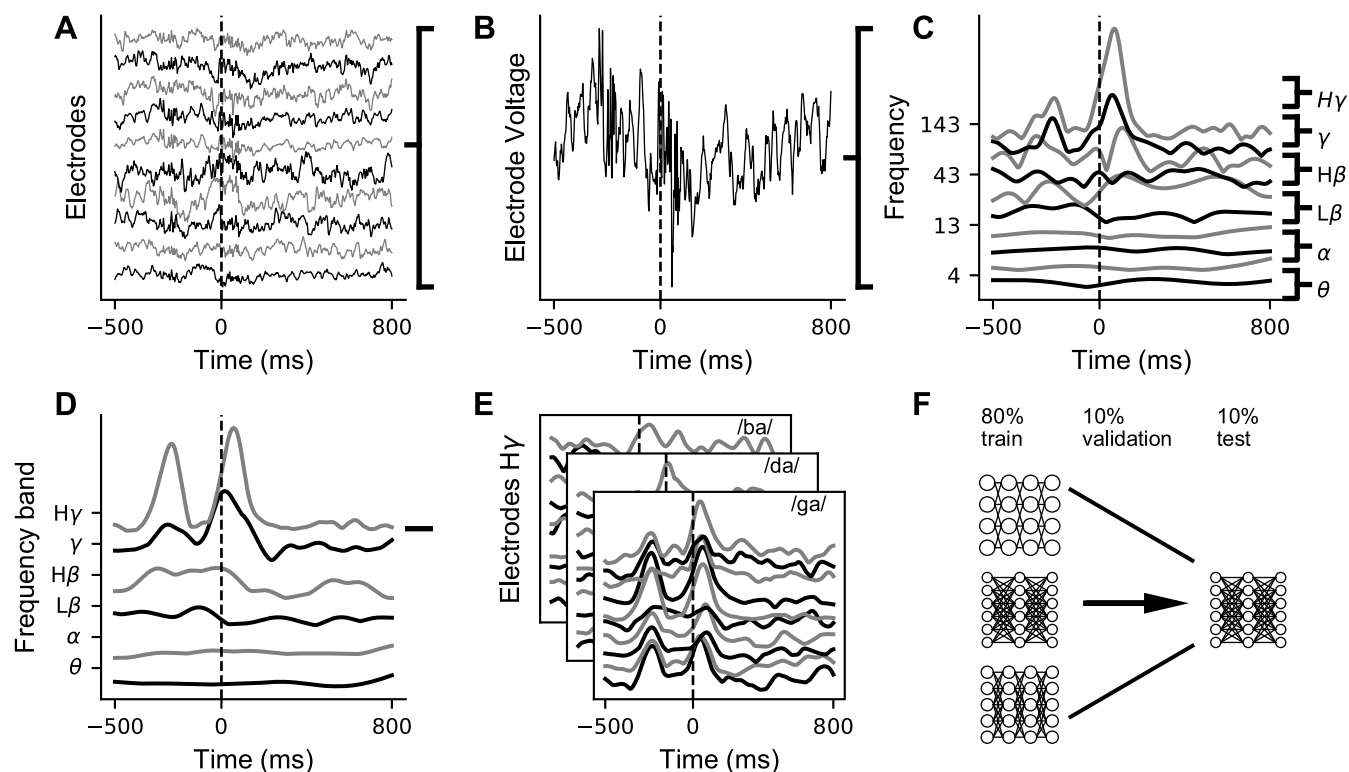 A
Electrodes
−500
0
800
Time (ms)
B
Electrode Voltage
−500
0
800
Time (ms)
C
Frequency
143
43
13
4
Hγ
γ
Hβ
Lβ
α
θ
−500
0
800
Time (ms)
D
Frequency band
Hγ
γ
Hβ
Lβ
α
θ
−500
0
800
Time (ms)
E
Electrodes Hγ
/ba/
/da/
/ga/
−500
0
800
Time (ms)
F
80%
train
10%
validation
10%
test